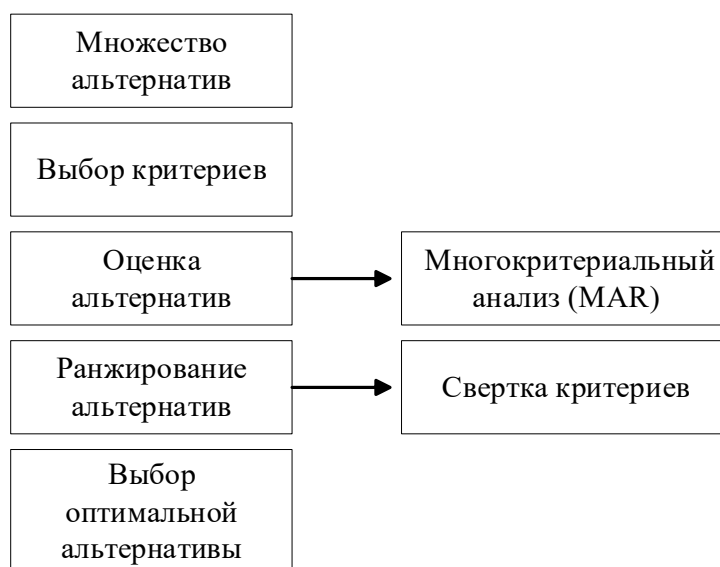 Множество
альтернатив
Выбор критериев
Оценка
альтернатив
Многокритериальный
анализ (MAR)
Ранжирование
альтернатив
Свертка критериев
Выбор
оптимальной
альтернативы